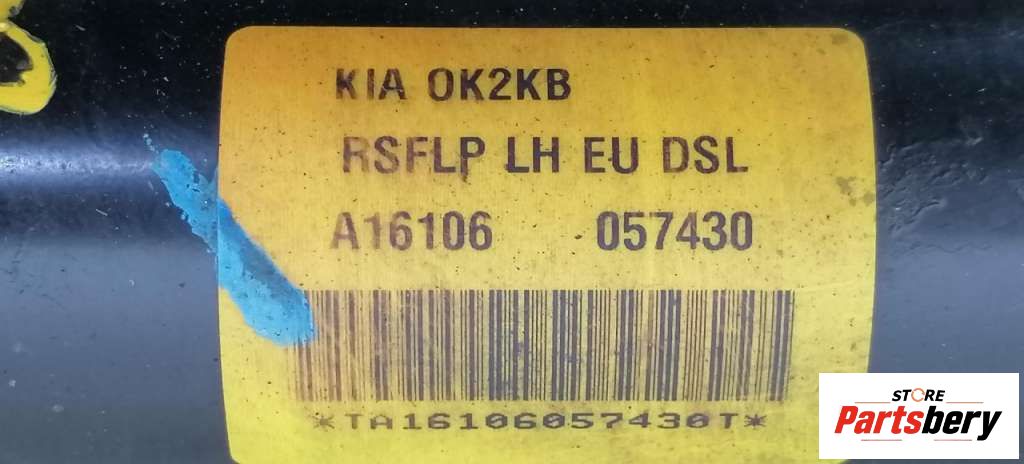 KIA OK2KB
RSFLP LH EU DSL
A16106 057430
*TA16106057430T*
STORE
Partsbery